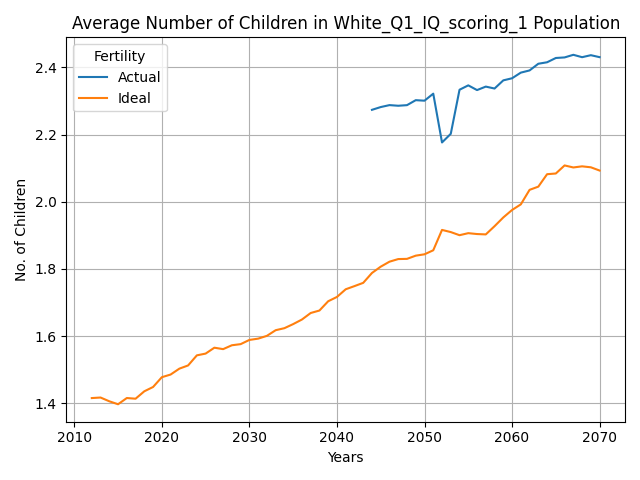 Average Number of Children in White_Q1_IQ_scoring_1 Population
Fertility
Actual
Ideal
No. of Children
2.4
2.2
2.0
1.8
1.6
1.4
2010
2020
2030
2040
2050
2060
2070
Years